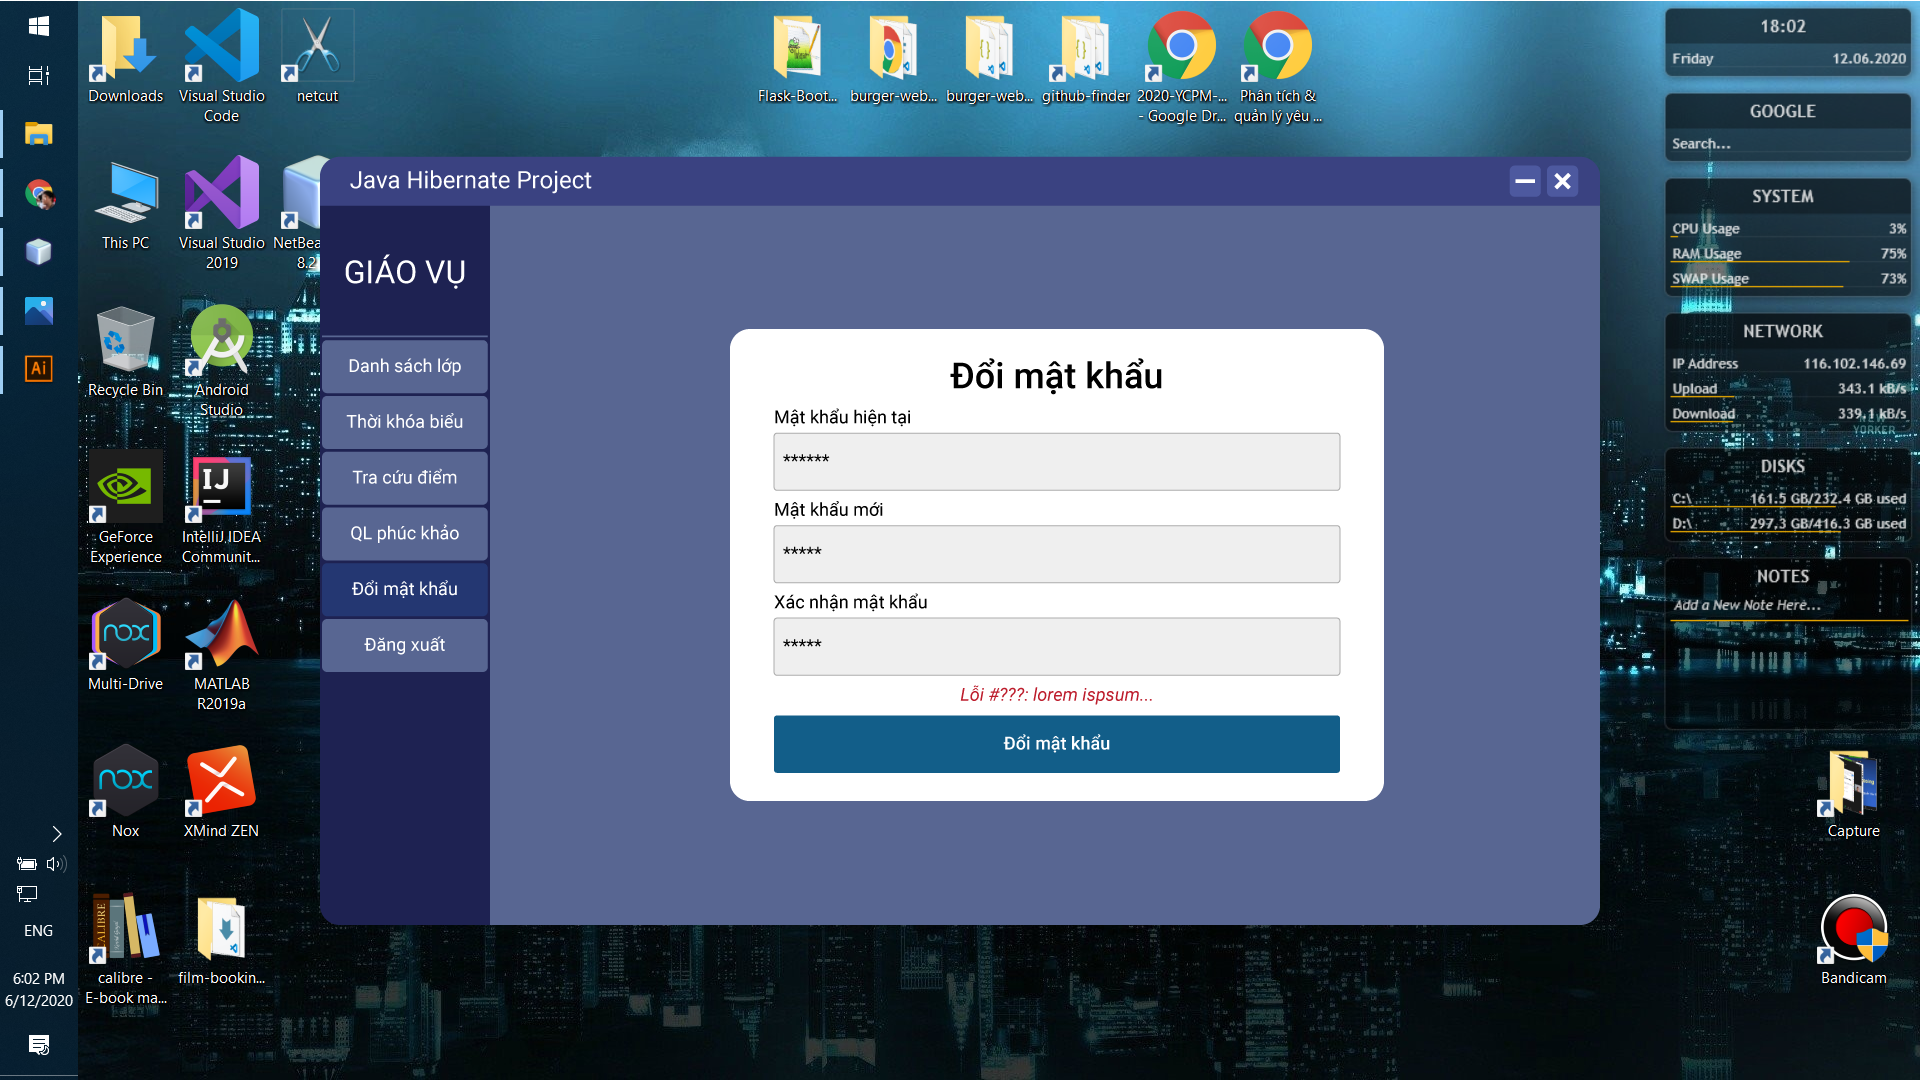 Downloads
Visual Studio
Code
netcut
This PC
Visual Studio
2019
NetBea
8.2
Recycle Bin
Android
Studio
GeForce
Experience
IntelliJ IDEA
Communit...
Multi-Drive
MATLAB
R2019a
Nox
XMind ZEN
calibre -
E-book ma...
film-bookin...
Flask-Boot...
burger-web...
burger-web...
github-finder
2020-YCPM-...
- Google Dr...
Phân tích &
quản lý yêu ...
Java Hibernate Project
GIÁO VỤ
Danh sách lớp
Thời khóa biểu
Tra cứu điểm
QL phúc khảo
Đổi mật khẩu
Đăng xuất
Đổi mật khẩu
Mật khẩu hiện tại
******
Mật khẩu mới
*****
Xác nhận mật khẩu
*****
Lỗi #???: lorem ispsum...
Đổi mật khẩu
18:02
Friday 12.06.2020
GOOGLE
Search...
SYSTEM
CPU Usage 3%
RAM Usage 75%
SWAP Usage 73%
NETWORK
IP Address 116.102.146.69
Upload 343.1 kB/s
Download 339.1 kB/s
NEW
YORKER
DISKS
C:\ 161.5 GB/232.4 GB used
D:\ 297.3 GB/416.3 GB used
NOTES
Add a New Note Here...
Capture
Bandicam
Ai
IJ
nox
nox
CALIBRE
ENG
6:02 PM
6/12/2020